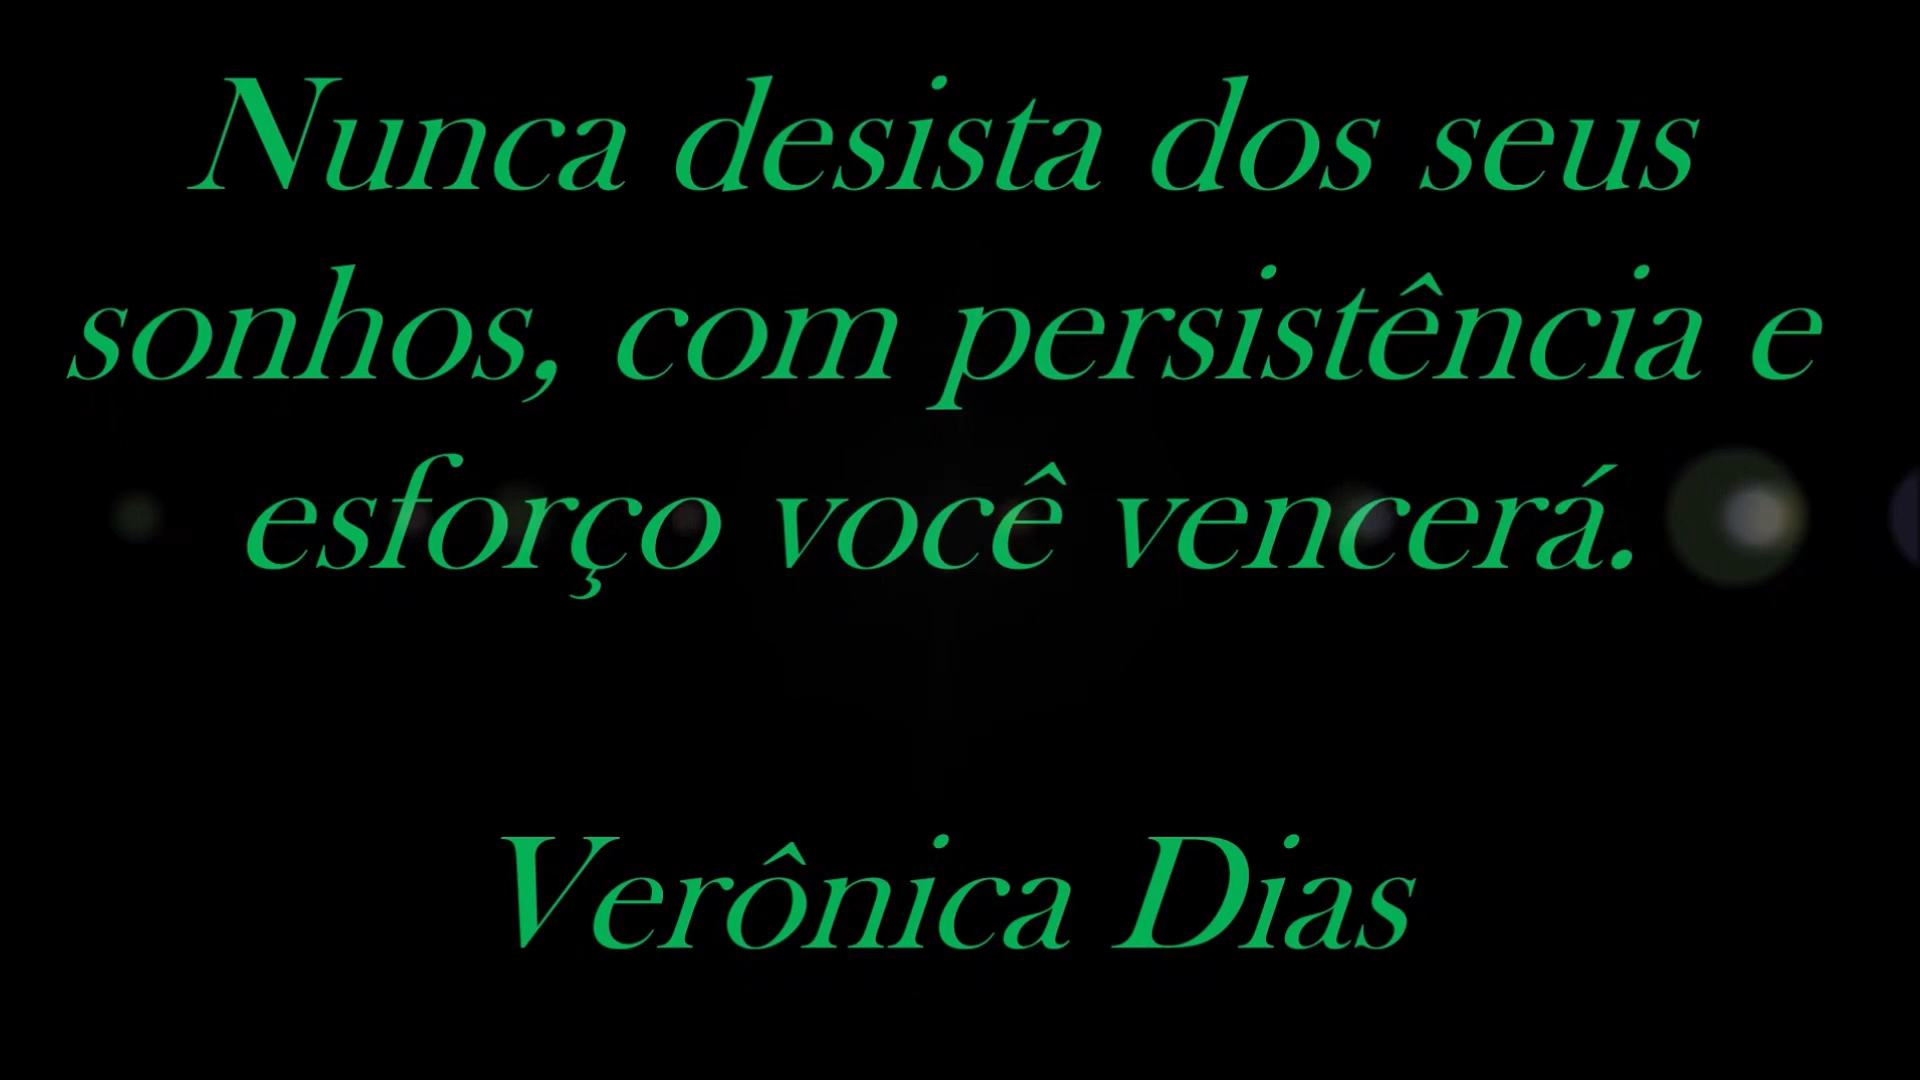 Nunca desista dos seus
sonhos, com persistência e
esforço você vencerá.
Verônica Dias